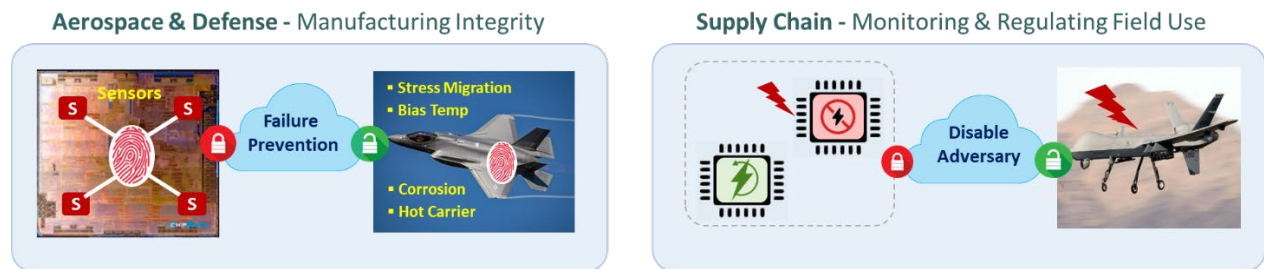 Aerospace & Defense - Manufacturing Integrity
Sensors
S
S
S
S
Failure
Prevention
▪ Stress Migration
▪ Bias Temp
▪ Corrosion
▪ Hot Carrier
Supply Chain - Monitoring & Regulating Field Use
Disable
Adversary